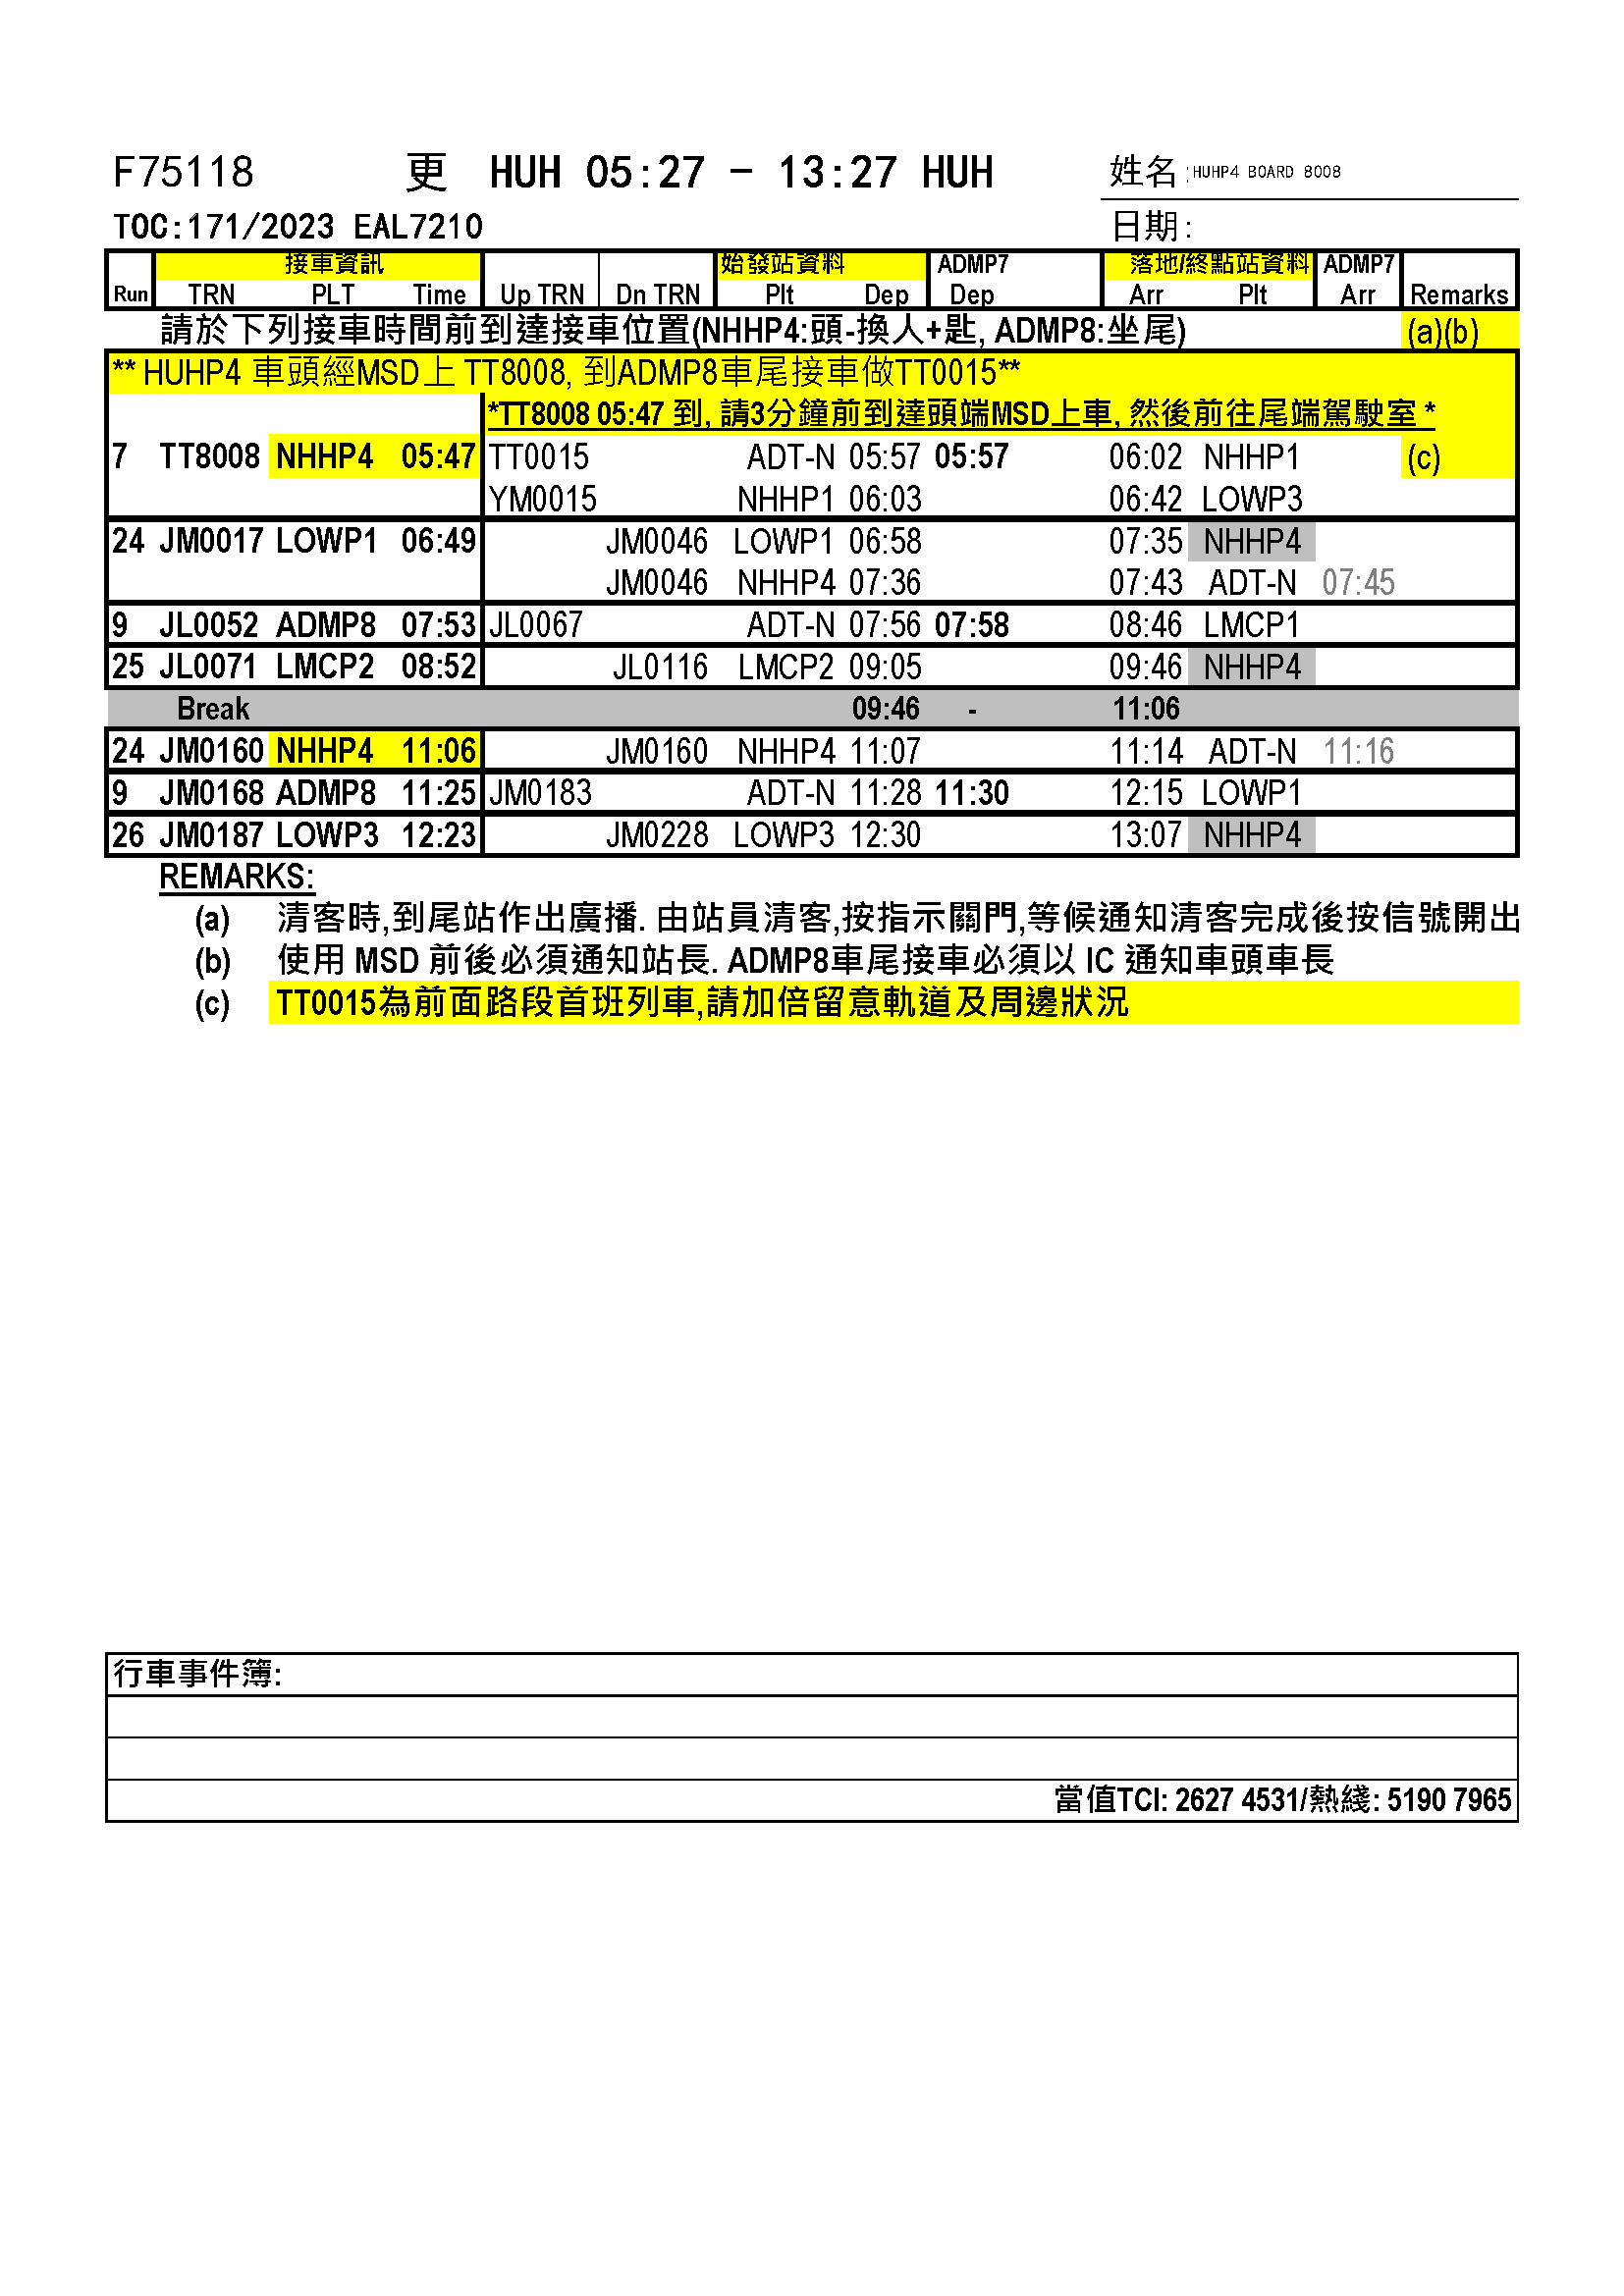 F75118 更 HUH 05:27 - 13:27 HUH 姓名:HUHP4 BOARD 8008
TOC:171/2023 EAL7210 日期:
接車資訊 始發站資料 ADMP7 落地/終點站資料 ADMP7
Run TRN PLT Time Up TRN Dn TRN Plt Dep Dep Arr Plt Arr Remarks
請於下列接車時間前到達接車位置(NHHP4:頭-換人+匙, ADMP8:坐尾) (a)(b)
** HUHP4 車頭經MSD上 TT8008, 到ADMP8車尾接車做TT0015**
*TT8008 05:47 到, 請3分鐘前到達頭端MSD上車, 然後前往尾端駕駛室 *
7 TT8008 NHHP4 05:47 TT0015 ADT-N 05:57 05:57 06:02 NHHP1 (c)
YM0015 NHHP1 06:03 06:42 LOWP3
24 JM0017 LOWP1 06:49 JM0046 LOWP1 06:58 07:35 NHHP4
JM0046 NHHP4 07:36 07:43 ADT-N 07:45
9 JL0052 ADMP8 07:53 JL0067 ADT-N 07:56 07:58 08:46 LMCP1
25 JL0071 LMCP2 08:52 JL0116 LMCP2 09:05 09:46 NHHP4
Break 09:46 - 11:06
24 JM0160 NHHP4 11:06 JM0160 NHHP4 11:07 11:14 ADT-N 11:16
9 JM0168 ADMP8 11:25 JM0183 ADT-N 11:28 11:30 12:15 LOWP1
26 JM0187 LOWP3 12:23 JM0228 LOWP3 12:30 13:07 NHHP4
REMARKS:
(a) 清客時,到尾站作出廣播. 由站員清客,按指示關門,等候通知清客完成後按信號開出
(b) 使用 MSD 前後必須通知站長. ADMP8車尾接車必須以 IC 通知車頭車長
(c) TT0015為前面路段首班列車,請加倍留意軌道及周邊狀況
行車事件簿:
當值TCI: 2627 4531/熱綫: 5190 7965